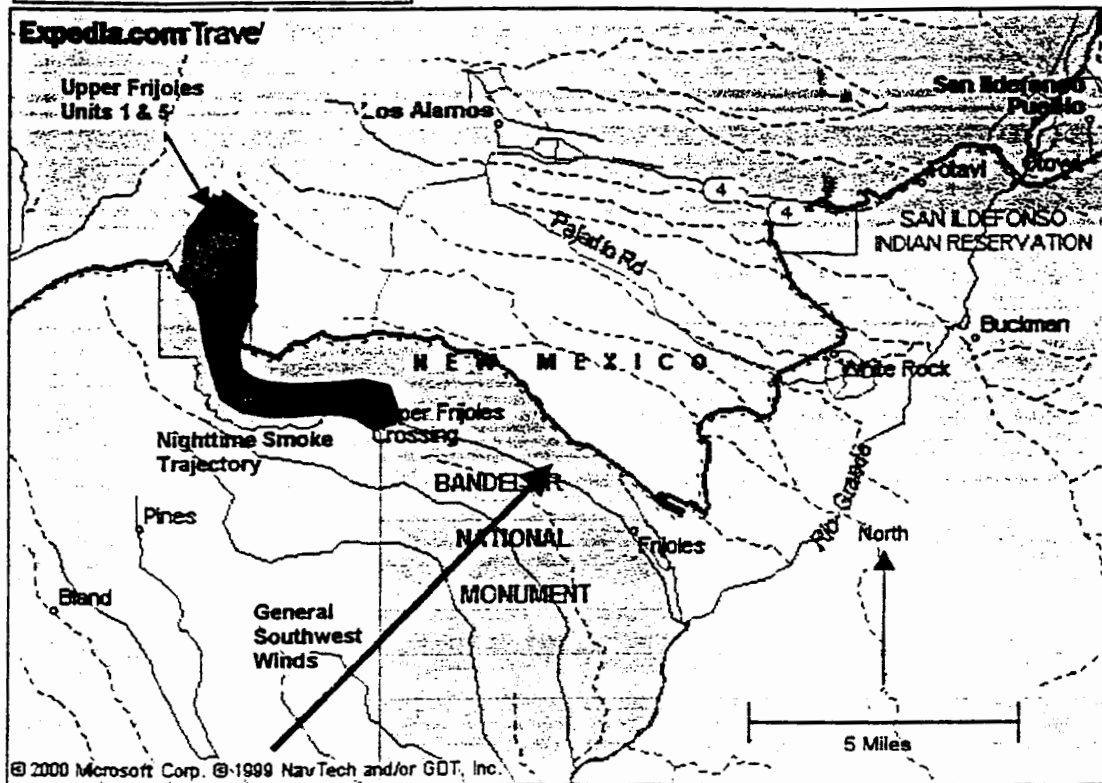 Expedia.com Travel
Upper Frijoles
Units 1 & 5
Los Alamos
San Ildefonso
Pueblo
Totavi
4
4
SAN ILDEFONSO
INDIAN RESERVATION
Pajarito Rd
Buckman
NEW MEXICO
White Rock
Upper Frijoles
Crossing
Nighttime Smoke
Trajectory
BANDELIER
NATIONAL
MONUMENT
Pines
Frijoles
Rio Grande
North
Bland
General
Southwest
Winds
5 Miles
© 2000 Microsoft Corp. © 1999 NavTech and/or GDT, Inc.